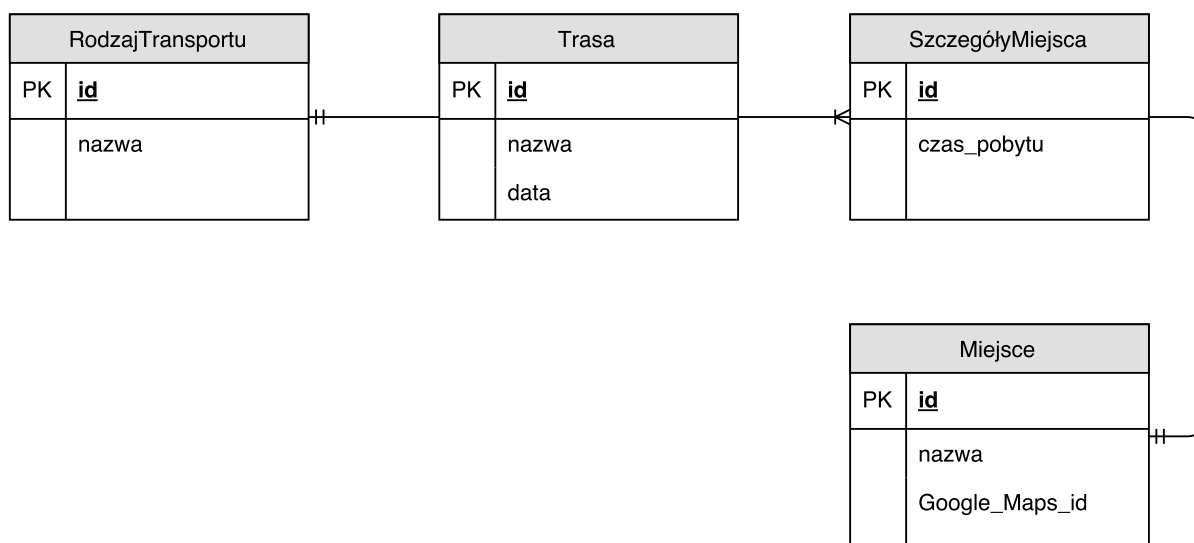 RodzajTransportu
PK id
nazwa
Trasa
PK id
nazwa
data
SzczegółyMiejsca
PK id
czas_pobytu
Miejsce
PK id
nazwa
Google_Maps_id